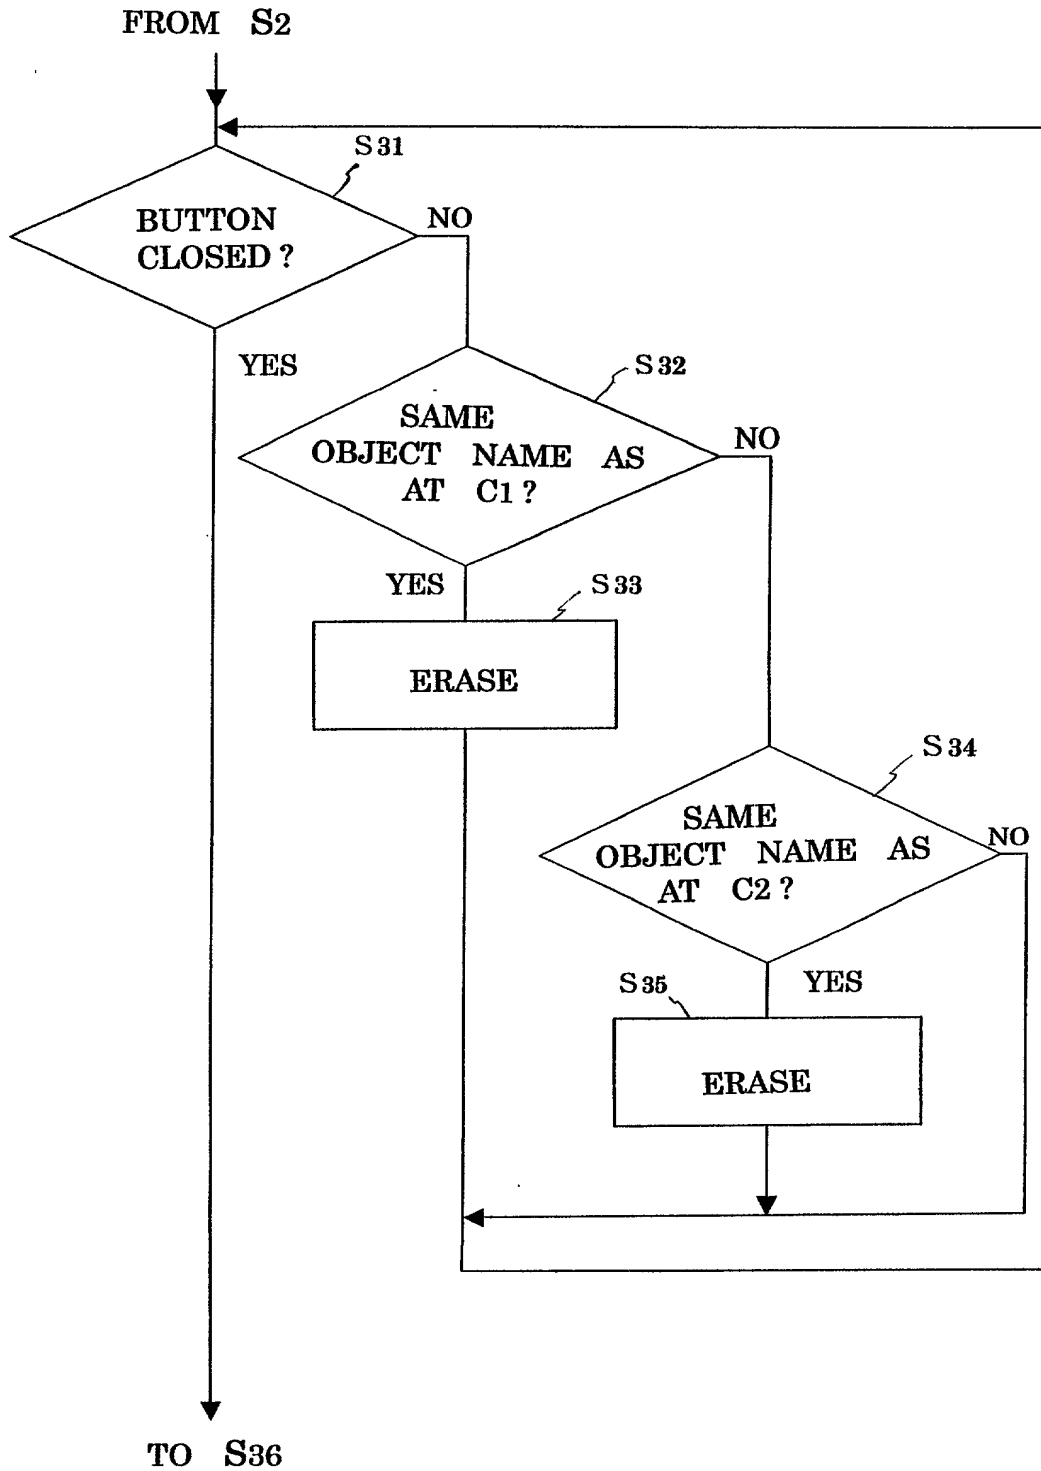 FROM S2
S31
BUTTON
CLOSED ?
NO
YES
S32
SAME
OBJECT NAME AS
AT C1 ?
NO
YES
S33
ERASE
S34
SAME
OBJECT NAME AS
AT C2 ?
NO
YES
S35
ERASE
TO S36